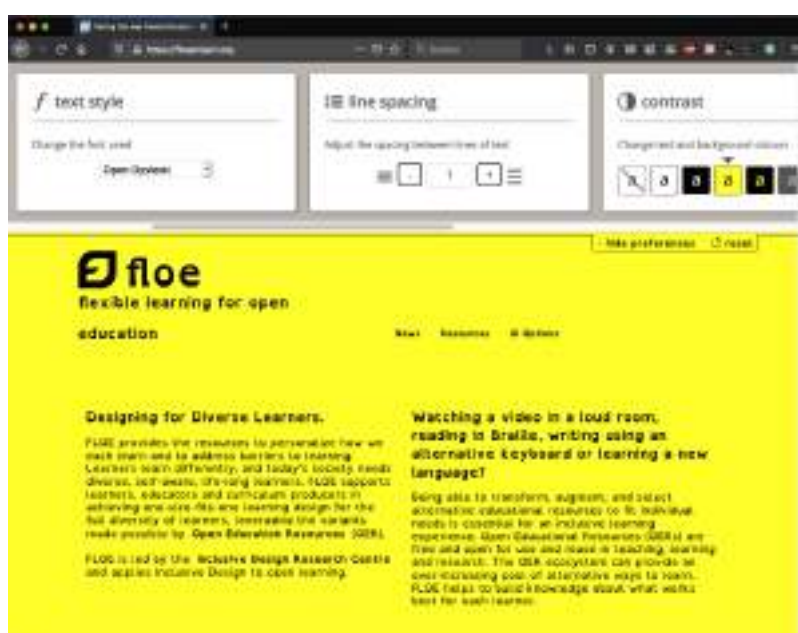 text style
Change the font used
Open Dyslexic
line spacing
Adjust the spacing between lines of text
- 1 +
contrast
Change text and background colours
a a a a a a
hide preferences reset
floe
flexible learning for open
education
News Resources UI Options
Designing for Diverse Learners.
FLOE provides the resources to personalize how we
each learn and to address barriers to learning.
Learners learn differently, and today's society needs
diverse, self-aware, life-long learners. FLOE supports
learners, educators and curriculum producers in
achieving one-size-fits-one learning design for the
full diversity of learners, leveraging the variants
made possible by Open Education Resources (OER).
FLOE is led by the Inclusive Design Research Centre
and applies Inclusive Design to open learning.
Watching a video in a loud room,
reading in Braille, writing using an
alternative keyboard or learning a new
language?
Being able to transform, augment, and select
alternative educational resources to fit individual
needs is essential for an inclusive learning
experience. Open Educational Resources (OERs) are
free and open for use and reuse in teaching, learning
and research. The OER ecosystem can provide an
ever-increasing pool of alternative ways to learn.
FLOE helps to build knowledge about what works
best for each learner.